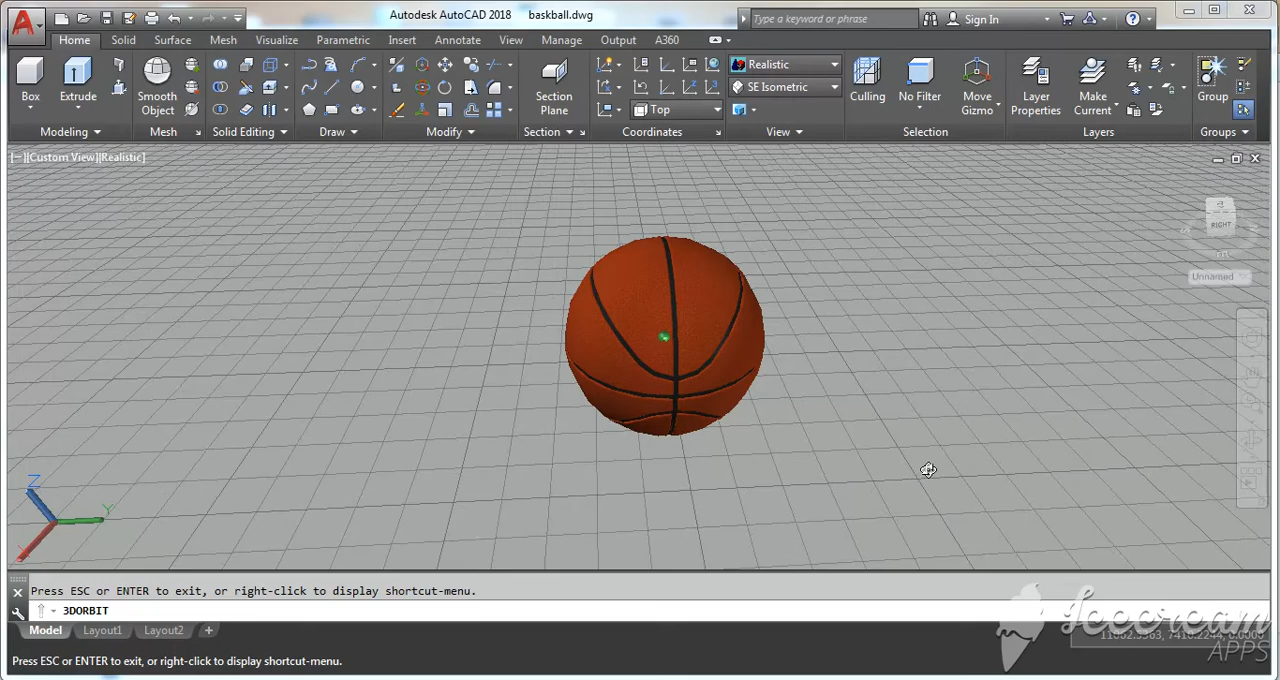 Autodesk AutoCAD 2018 baskball.dwg
Type a keyword or phrase
Sign In
Home Solid Surface Mesh Visualize Parametric Insert Annotate View Manage Output A360
Box
Extrude
Smooth Object
Section Plane
Realistic
SE Isometric
Top
Culling
No Filter
Move Gizmo
Layer Properties
Make Current
Group
Modeling
Mesh
Solid Editing
Draw
Modify
Section
Coordinates
View
Selection
Layers
Groups
[−][Custom View][Realistic]
RIGHT
Unnamed
Z
Y
X
Press ESC or ENTER to exit, or right-click to display shortcut-menu.
3DORBIT
Model Layout1 Layout2 +
Press ESC or ENTER to exit, or right-click to display shortcut-menu.
Icecream
APPS